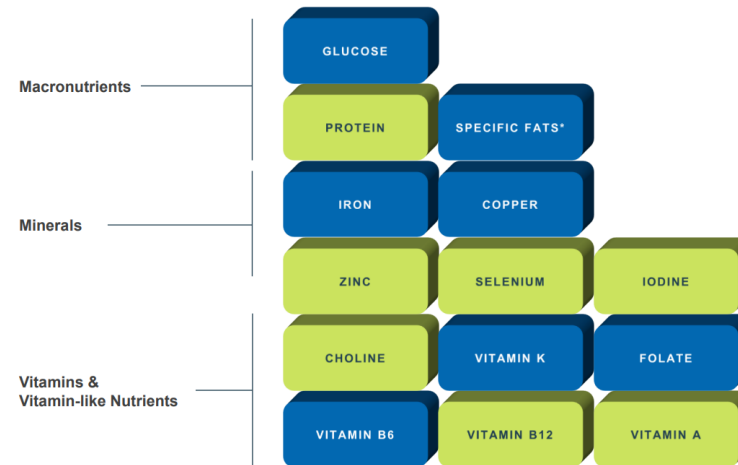 GLUCOSE
Macronutrients
PROTEIN
SPECIFIC FATS*
IRON
COPPER
Minerals
ZINC
SELENIUM
IODINE
CHOLINE
VITAMIN K
FOLATE
Vitamins &
Vitamin-like Nutrients
VITAMIN B6
VITAMIN B12
VITAMIN A